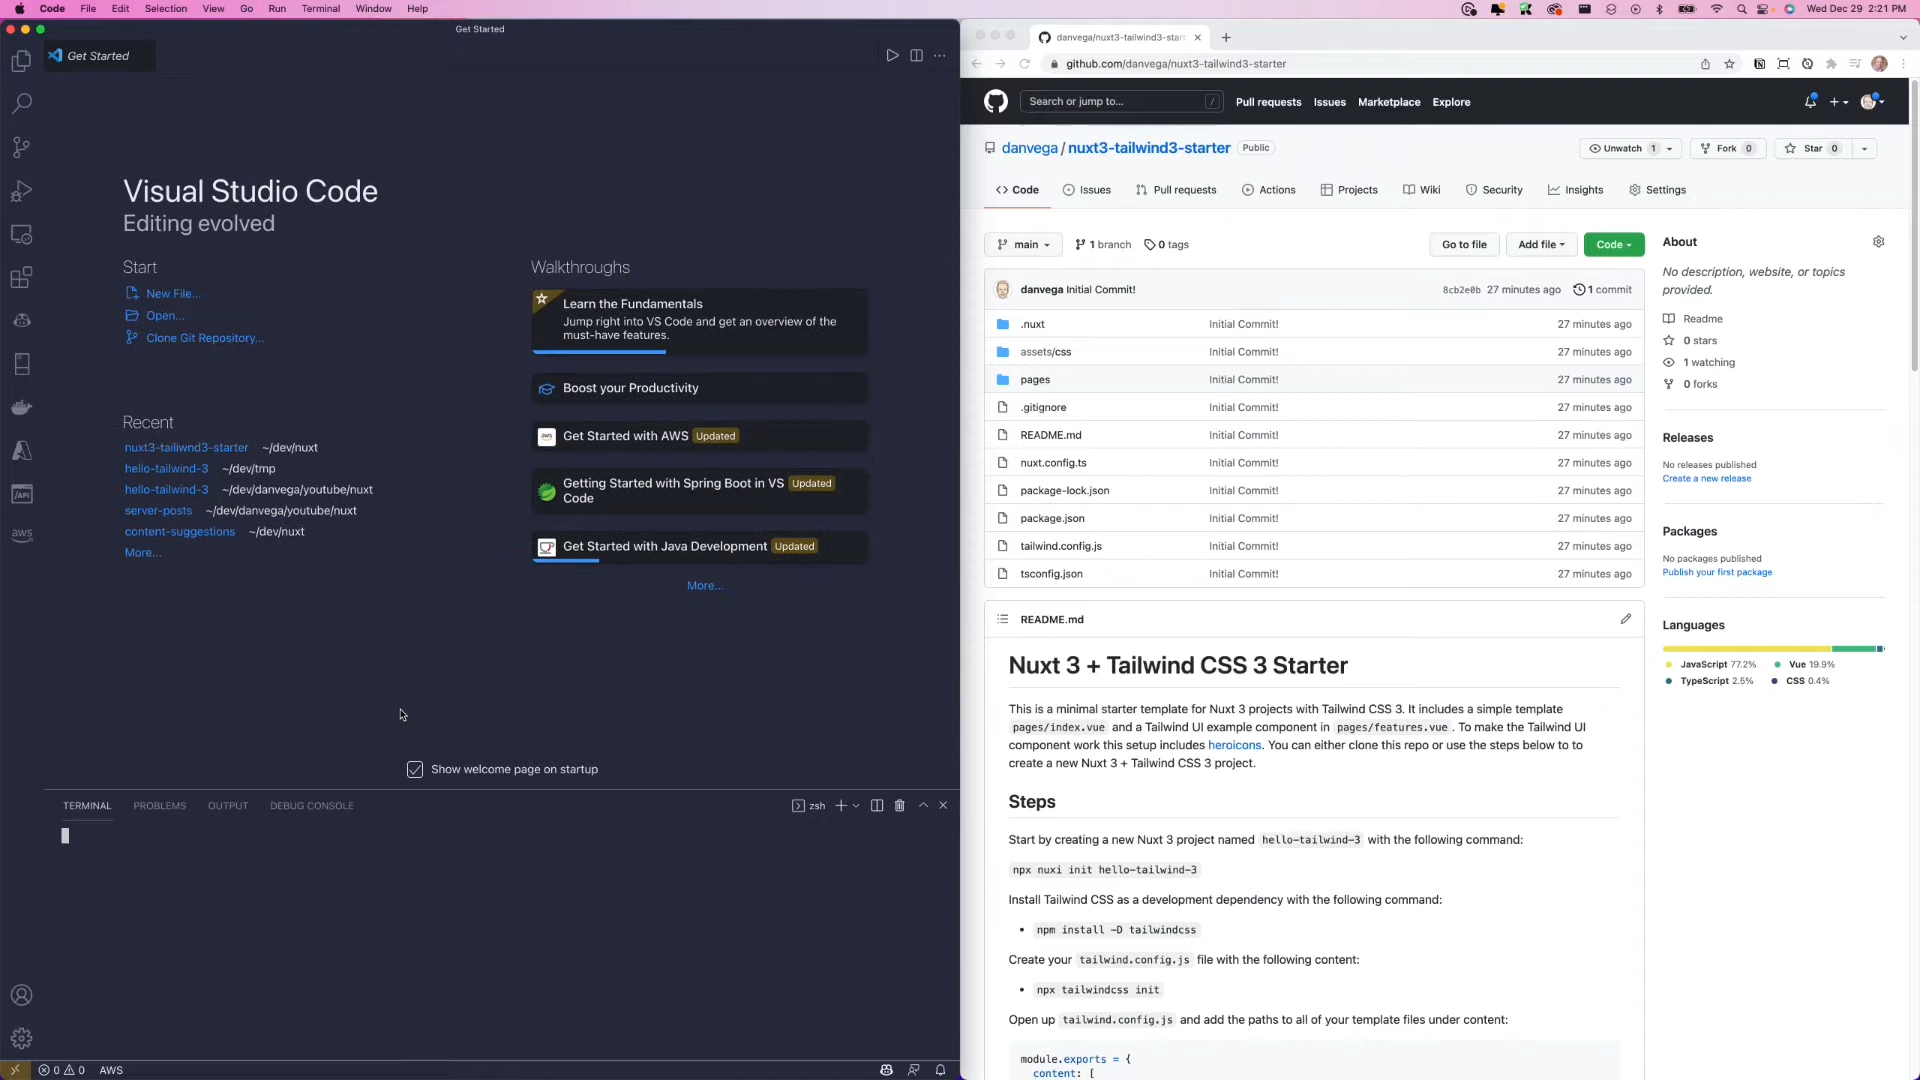 Code File Edit Selection View Go Run Terminal Window Help
Wed Dec 29 2:21 PM
Get Started
Get Started
Visual Studio Code
Editing evolved
Start
New File...
Open...
Clone Git Repository...
Recent
nuxt3-tailiwnd3-starter ~/dev/nuxt
hello-tailwind-3 ~/dev/tmp
hello-tailwind-3 ~/dev/danvega/youtube/nuxt
server-posts ~/dev/danvega/youtube/nuxt
content-suggestions ~/dev/nuxt
More...
Walkthroughs
Learn the Fundamentals
Jump right into VS Code and get an overview of the
must-have features.
Boost your Productivity
aws
Get Started with AWS Updated
Getting Started with Spring Boot in VS Updated
Code
Get Started with Java Development Updated
More...
API
aws
Show welcome page on startup
TERMINAL PROBLEMS OUTPUT DEBUG CONSOLE
zsh
0 0 AWS
danvega/nuxt3-tailwind3-start
github.com/danvega/nuxt3-tailwind3-starter
Search or jump to... /
Pull requests Issues Marketplace Explore
danvega / nuxt3-tailwind3-starter Public
Unwatch 1 Fork 0 Star 0
Code Issues Pull requests Actions Projects Wiki Security Insights Settings
main 1 branch 0 tags
Go to file Add file Code
danvega Initial Commit! 8cb2e0b 27 minutes ago 1 commit
.nuxt Initial Commit! 27 minutes ago
assets/css Initial Commit! 27 minutes ago
pages Initial Commit! 27 minutes ago
.gitignore Initial Commit! 27 minutes ago
README.md Initial Commit! 27 minutes ago
nuxt.config.ts Initial Commit! 27 minutes ago
package-lock.json Initial Commit! 27 minutes ago
package.json Initial Commit! 27 minutes ago
tailwind.config.js Initial Commit! 27 minutes ago
tsconfig.json Initial Commit! 27 minutes ago
README.md
Nuxt 3 + Tailwind CSS 3 Starter
This is a minimal starter template for Nuxt 3 projects with Tailwind CSS 3. It includes a simple template
pages/index.vue and a Tailwind UI example component in pages/features.vue . To make the Tailwind UI
component work this setup includes heroicons. You can either clone this repo or use the steps below to to
create a new Nuxt 3 + Tailwind CSS 3 project.
Steps
Start by creating a new Nuxt 3 project named hello-tailwind-3 with the following command:
npx nuxi init hello-tailwind-3
Install Tailwind CSS as a development dependency with the following command:
• npm install -D tailwindcss
Create your tailwind.config.js file with the following content:
• npx tailwindcss init
Open up tailwind.config.js and add the paths to all of your template files under content:
module.exports = {
content: [
About
No description, website, or topics
provided.
Readme
0 stars
1 watching
0 forks
Releases
No releases published
Create a new release
Packages
No packages published
Publish your first package
Languages
JavaScript 77.2% Vue 19.9%
TypeScript 2.5% CSS 0.4%